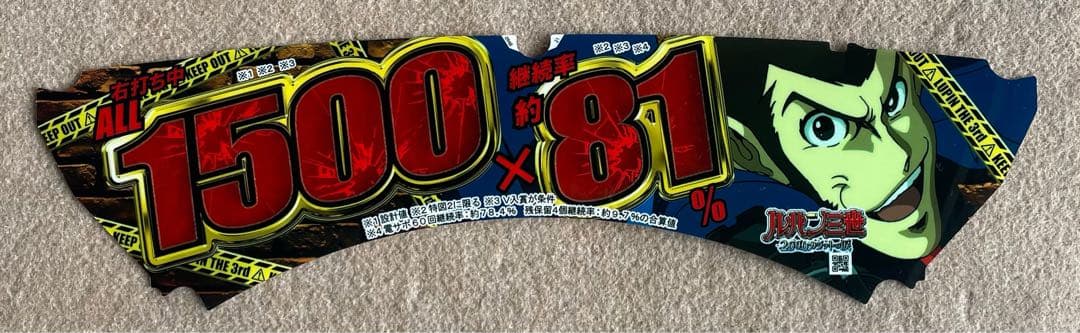 KEEP OUT
※1 ※2 ※3
右打ち中
ALL
1500
×
継続率
約
※2 ※3 ※4
81
%
※1設計値 ※2特図2に限る ※3V入賞が条件
※4電サポ60回継続率:約78.4% 残保留4個継続率:約9.7%の合算値
EEP OUT
KEEP
IN THE 3rd
LUPIN THE 3rd
ルパン三世